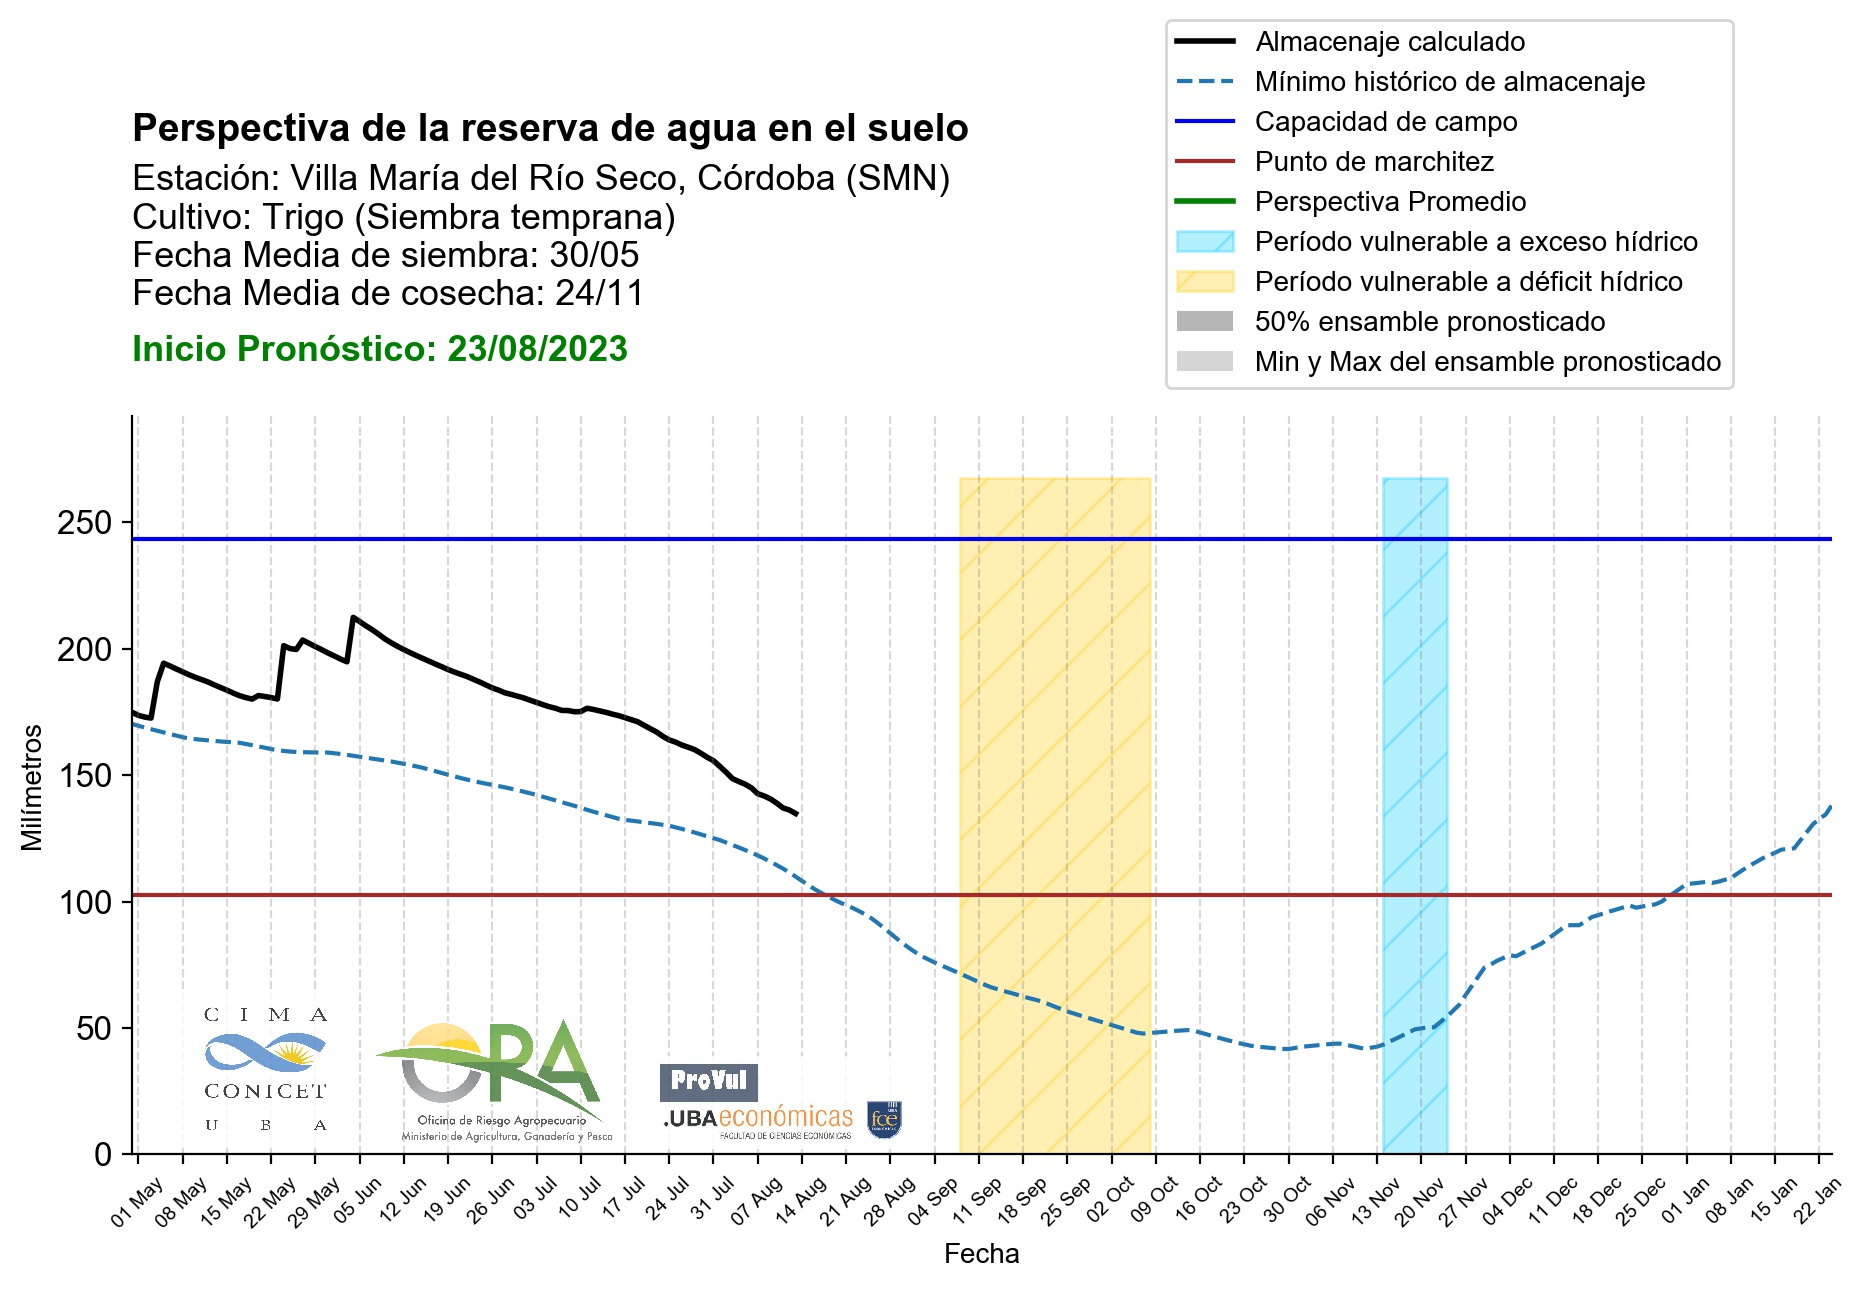 Almacenaje calculado
Mínimo histórico de almacenaje
Capacidad de campo
Punto de marchitez
Perspectiva Promedio
Período vulnerable a exceso hídrico
Período vulnerable a déficit hídrico
50% ensamble pronosticado
Min y Max del ensamble pronosticado
Perspectiva de la reserva de agua en el suelo
Estación: Villa María del Río Seco, Córdoba (SMN)
Cultivo: Trigo (Siembra temprana)
Fecha Media de siembra: 30/05
Fecha Media de cosecha: 24/11
Inicio Pronóstico: 23/08/2023
Milímetros
250
200
150
100
50
0
C I M A
CONICET
U B A
ORA
Oficina de Riesgo Agropecuario
Ministerio de Agricultura, Ganadería y Pesca
ProVul
.UBAeconómicas
FACULTAD DE CIENCIAS ECONÓMICAS
fce
01 May
08 May
15 May
22 May
29 May
05 Jun
12 Jun
19 Jun
26 Jun
03 Jul
10 Jul
17 Jul
24 Jul
31 Jul
07 Aug
14 Aug
21 Aug
28 Aug
04 Sep
11 Sep
18 Sep
25 Sep
02 Oct
09 Oct
16 Oct
23 Oct
30 Oct
06 Nov
13 Nov
20 Nov
27 Nov
04 Dec
11 Dec
18 Dec
25 Dec
01 Jan
08 Jan
15 Jan
22 Jan
Fecha